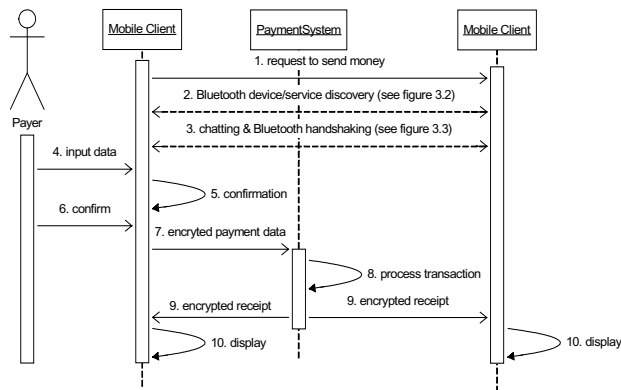 Mobile Client
PaymentSystem
Mobile Client
1. request to send money
2. Bluetooth device/service discovery (see figure 3.2)
Payer
3. chatting & Bluetooth handshaking (see figure 3.3)
4. input data
5. confirmation
6. confirm
7. encryted payment data
8. process transaction
9. encrypted receipt
9. encrypted receipt
10. display
10. display